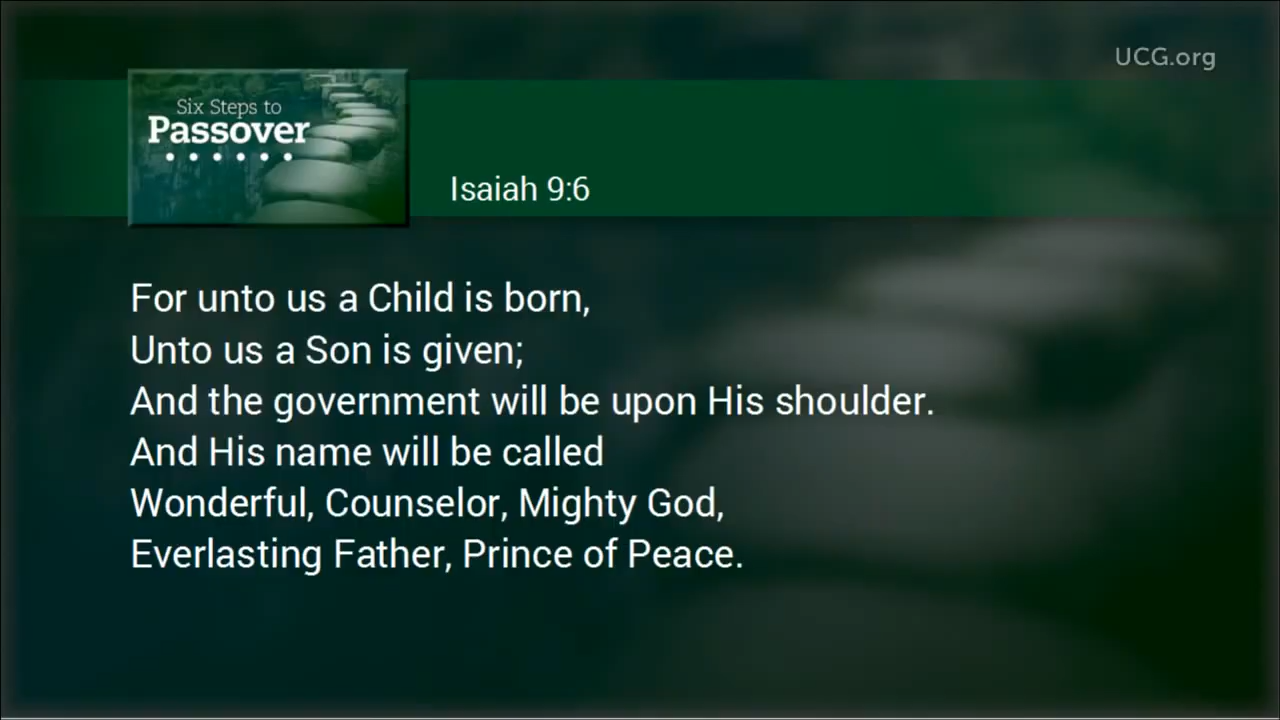 UCG.org
Six Steps to
Passover
Isaiah 9:6
For unto us a Child is born,
Unto us a Son is given;
And the government will be upon His shoulder.
And His name will be called
Wonderful, Counselor, Mighty God,
Everlasting Father, Prince of Peace.